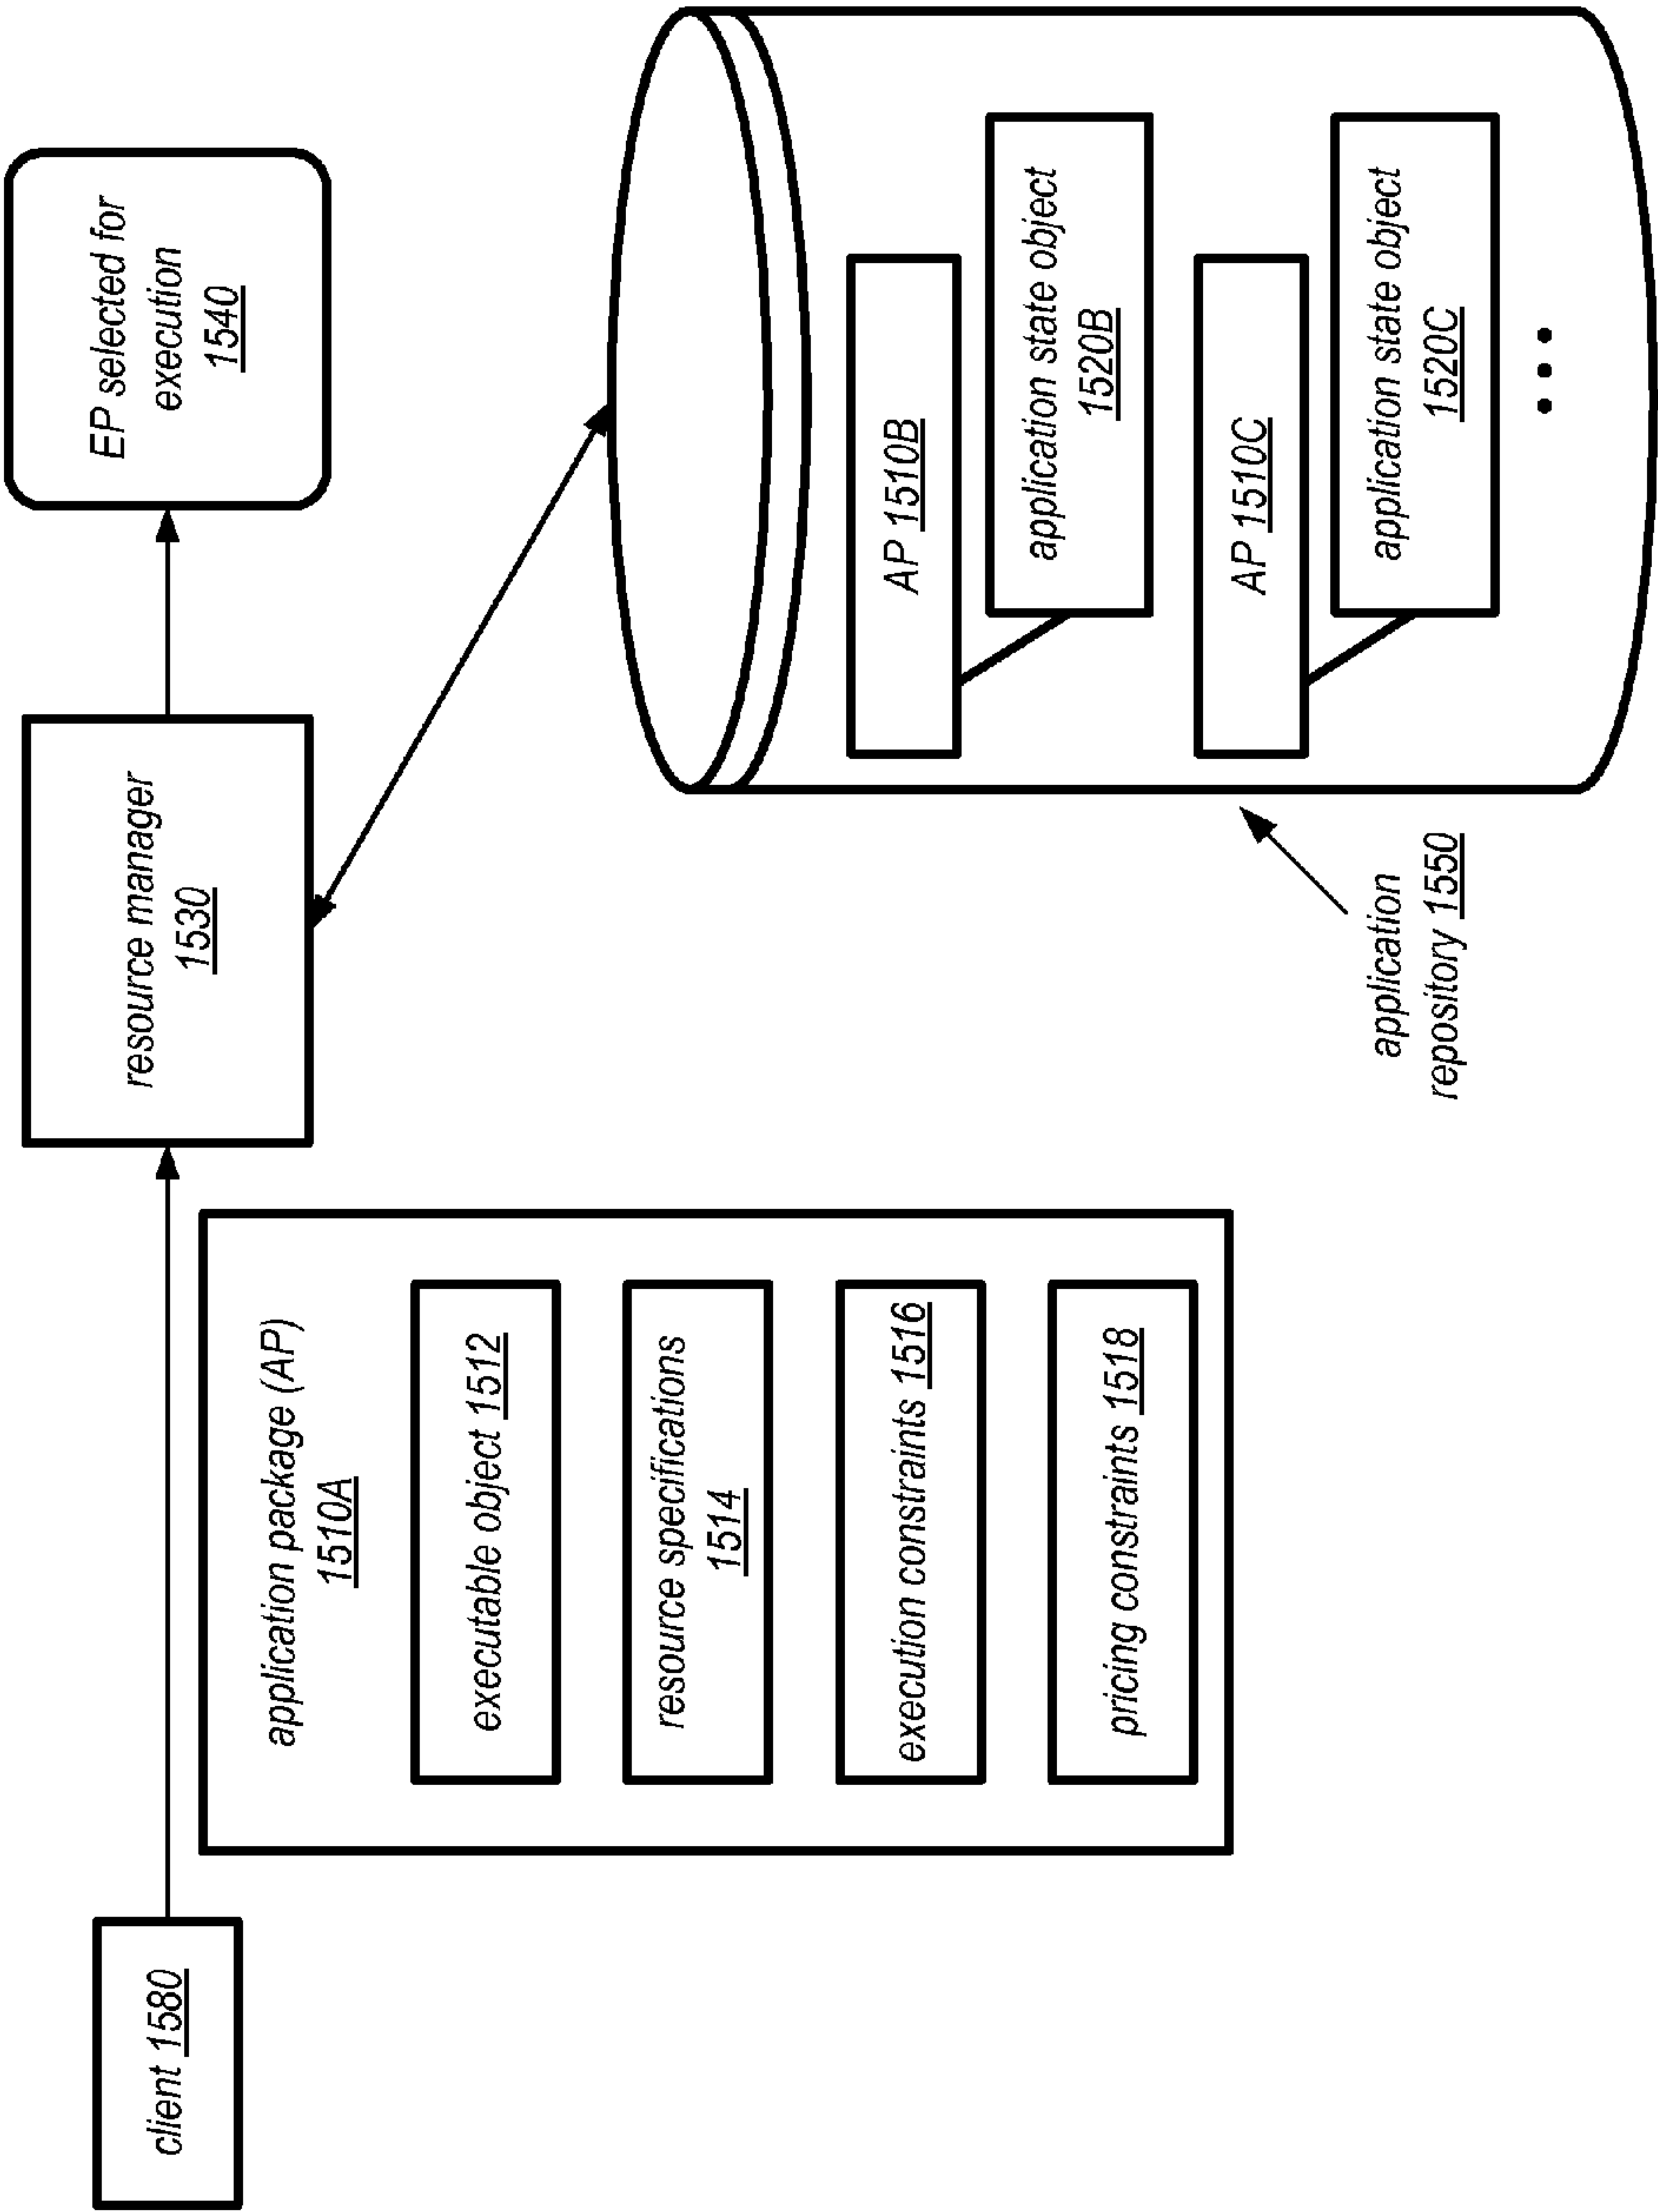 client 1580
resource manager
1530
EP selected for
execution
1540
application package (AP)
1510A
executable object 1512
resource specifications
1514
execution constraints 1516
pricing constraints 1518
AP 1510B
application state object
1520B
AP 1510C
application state object
1520C
...
application
repository 1550